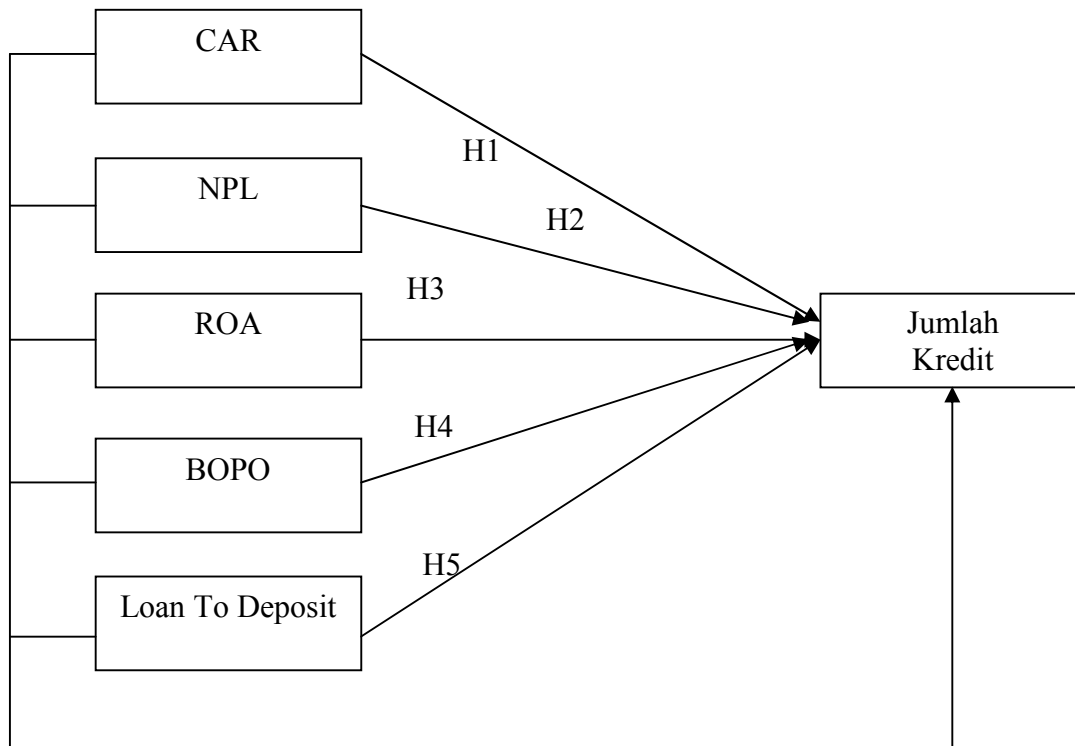 CAR
H1
NPL
H2
H3
ROA
Jumlah
Kredit
H4
BOPO
H5
Loan To Deposit